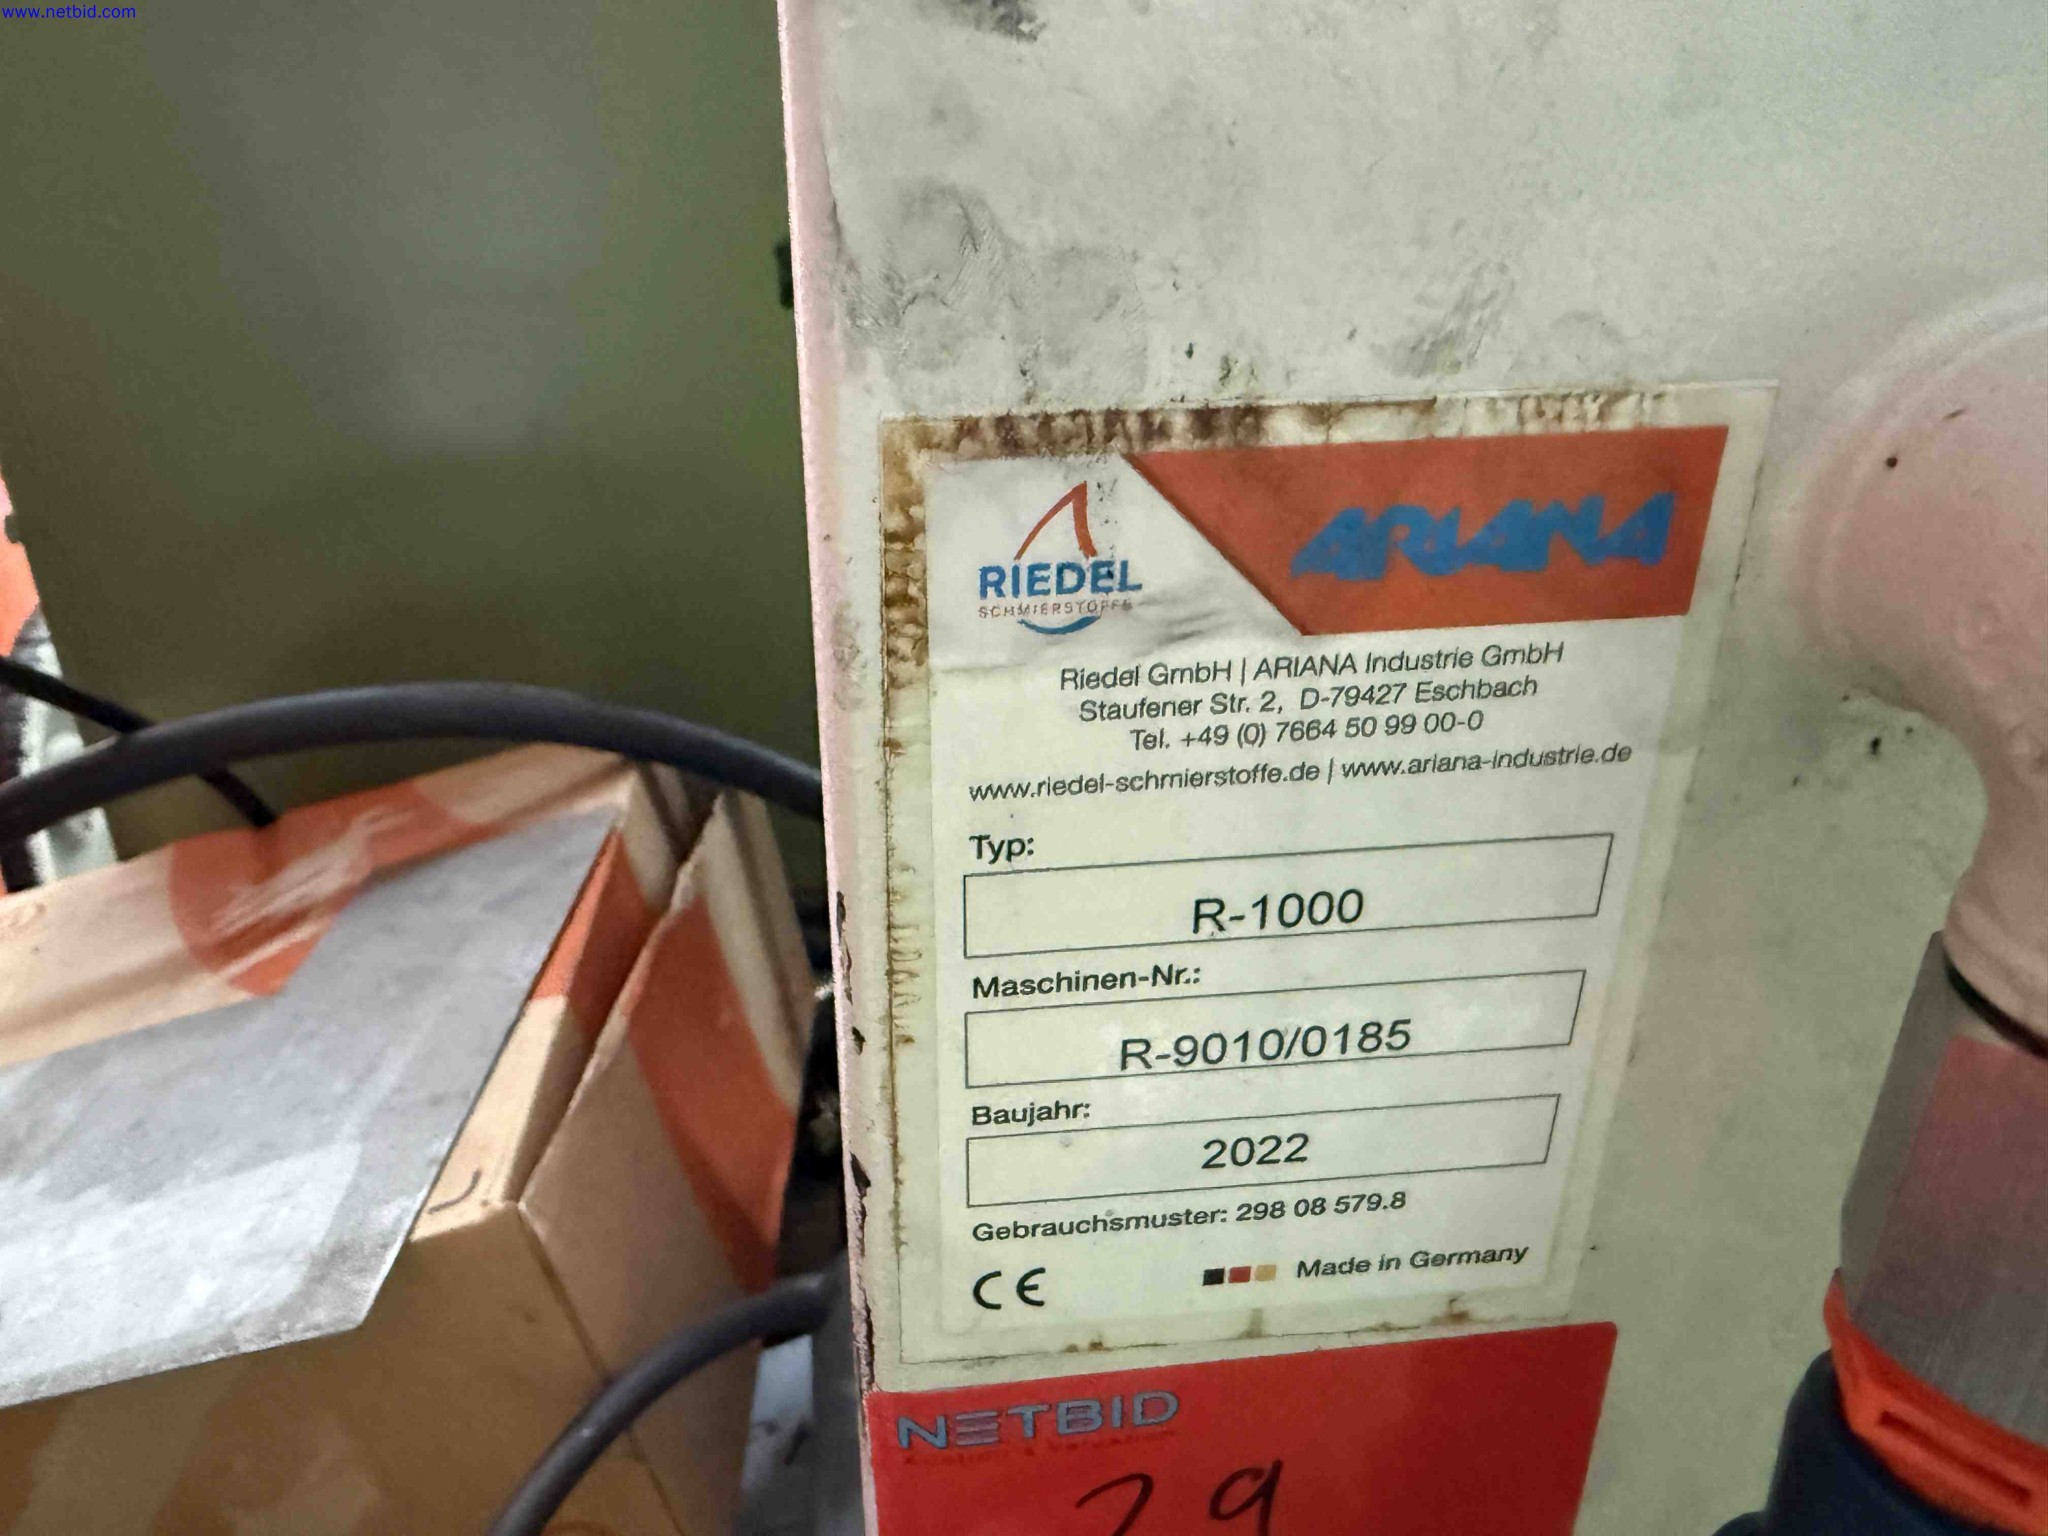 www.netbid.com
RIEDEL
SCHMIERSTOFFE
ARIANA
Riedel GmbH | ARIANA Industrie GmbH
Staufener Str. 2, D-79427 Eschbach
Tel. +49 (0) 7664 50 99 00-0
www.riedel-schmierstoffe.de | www.ariana-industrie.de
Typ:
R-1000
Maschinen-Nr.:
R-9010/0185
Baujahr:
2022
Gebrauchsmuster: 298 08 579.8
CE
Made in Germany
NETBID
29